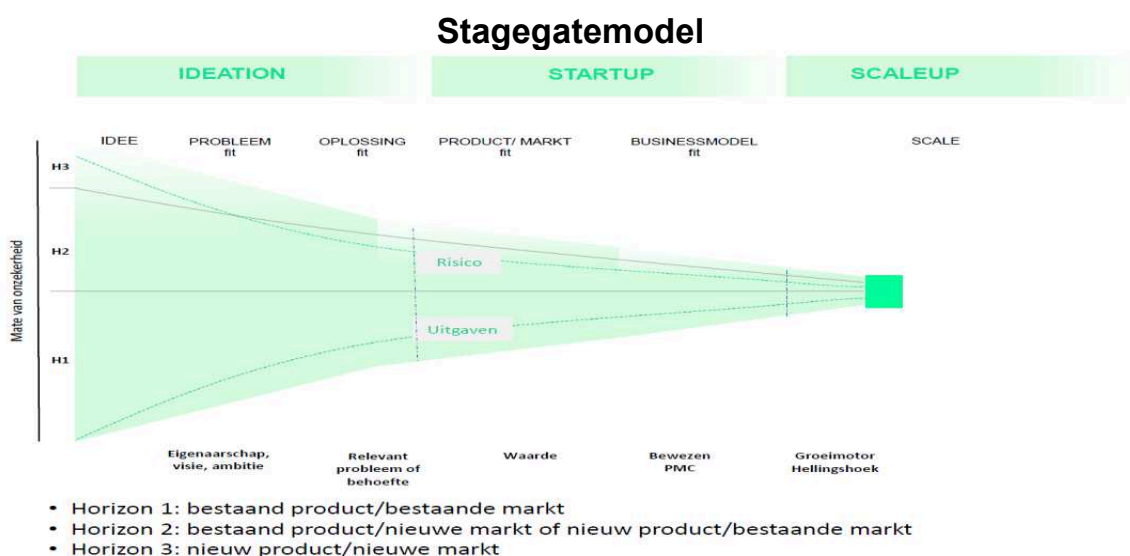 Stagegatemodel
IDEATION
STARTUP
SCALEUP
IDEE
PROBLEEM
fit
OPLOSSING
fit
PRODUCT/ MARKT
fit
BUSINESSMODEL
fit
SCALE
Mate van onzekerheid
H3
H2
H1
Risico
Uitgaven
Eigenaarschap,
visie, ambitie
Relevant
probleem of
behoefte
Waarde
Bewezen
PMC
Groeimotor
Hellingshoek
• Horizon 1: bestaand product/bestaande markt
• Horizon 2: bestaand product/nieuwe markt of nieuw product/bestaande markt
• Horizon 3: nieuw product/nieuwe markt